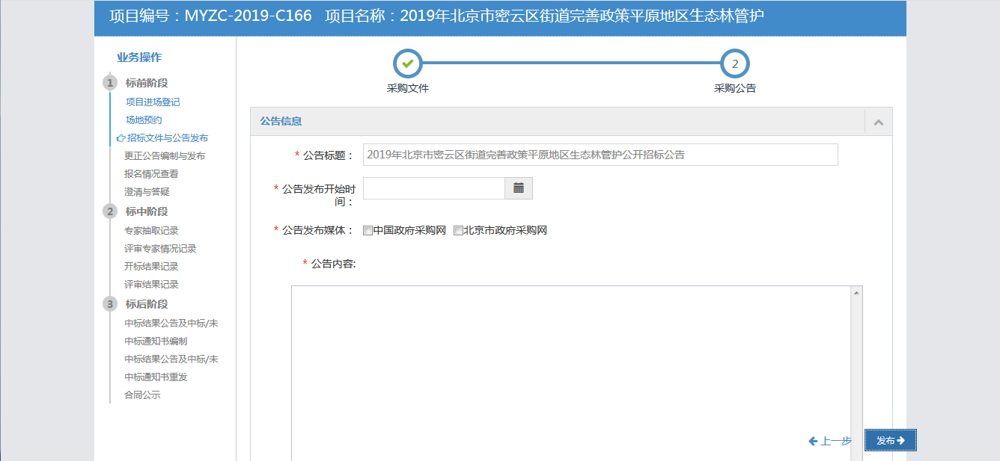 项目编号：MYZC-2019-C166 项目名称：2019年北京市密云区街道完善政策平原地区生态林管护
业务操作
1 标前阶段
项目进场登记
场地预约
招标文件与公告发布
更正公告编制与发布
报名情况查看
澄清与答疑
2 标中阶段
专家抽取记录
评审专家情况记录
开标结果记录
评审结果记录
3 标后阶段
中标结果公告及中标/未
中标通知书编制
中标结果公告及中标/未
中标通知书重发
合同公示
采购文件
2
采购公告
公告信息
* 公告标题： 2019年北京市密云区街道完善政策平原地区生态林管护公开招标公告
* 公告发布开始时
间：
* 公告发布媒体： 中国政府采购网 北京市政府采购网
* 公告内容:
上一步 发布